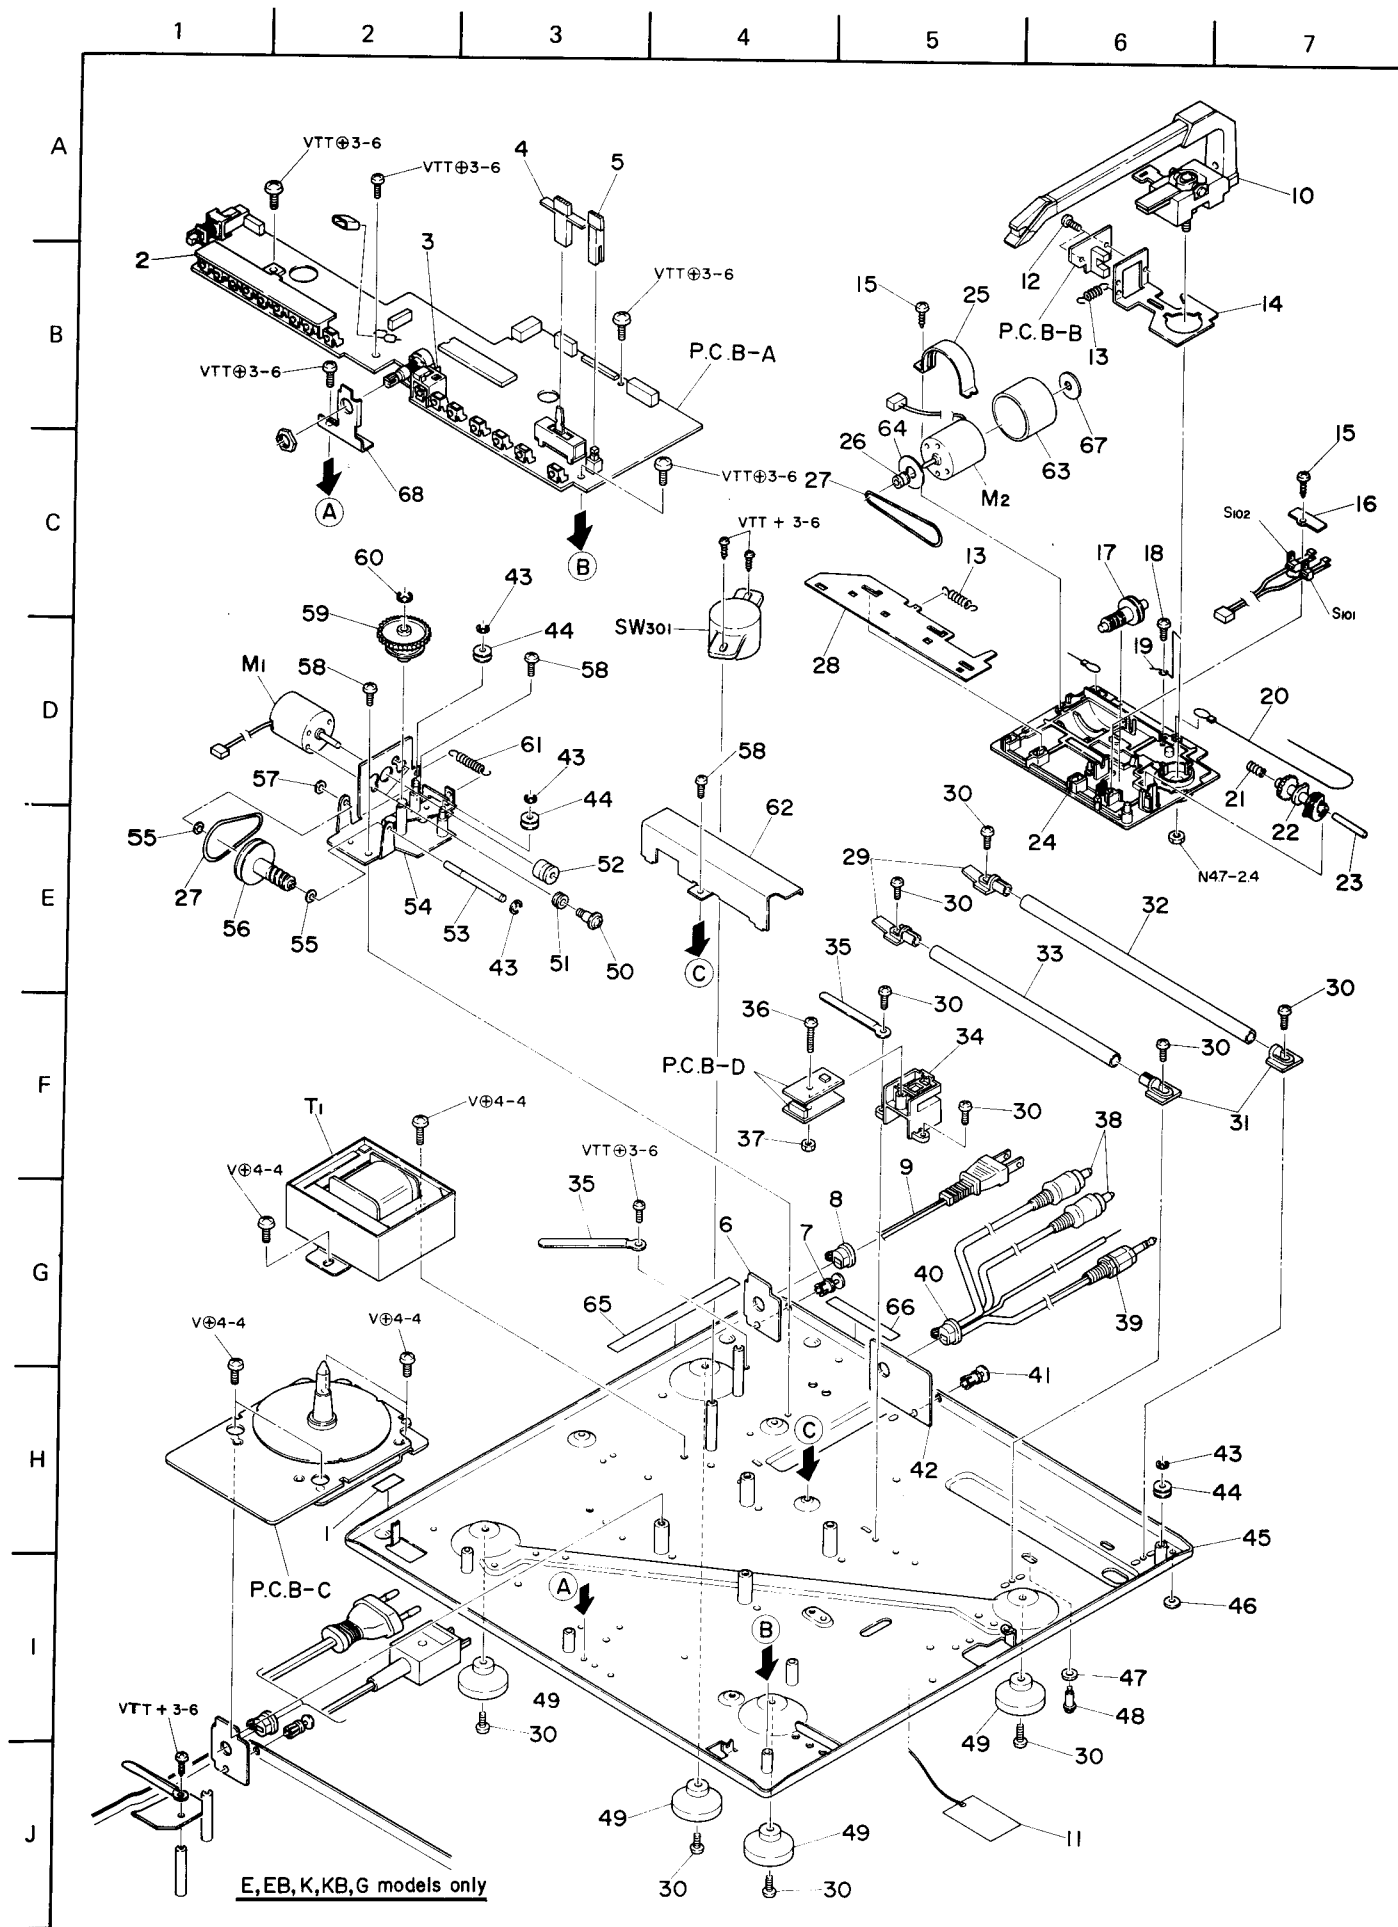 1 2 3 4 5 6 7
A
VTT⊕3-6
4
5
VTT⊕3-6
10
2
3
12
VTT⊕3-6
15
25
14
P.C.B-B
13
B
P.C.B-A
VTT⊕3-6
64
26
67
63
15
VTT⊕3-6
27
M2
16
68
A
C
VTT + 3-6
S102
17
18
B
60
43
13
59
44
SW301
S101
58
58
28
19
M1
D
20
61
58
57
43
21
30
55
44
62
24
22
29
52
N4.7-2.4
23
27
E
54
30
32
56
53
55
51
33
43
50
C
35
30
36
30
34
30
P.C.B-D
F
T1
V⊕4-4
31
30
38
37
VTT⊕3-6
9
V⊕4-4
35
8
6
7
G
40
65
66
39
V⊕4-4
V⊕4-4
41
C
H
42
43
44
1
45
P.C.B-C
A
46
B
I
47
49
48
VTT + 3-6
30
49
30
49
49
J
11
E,EB,K,KB,G models only
30
30